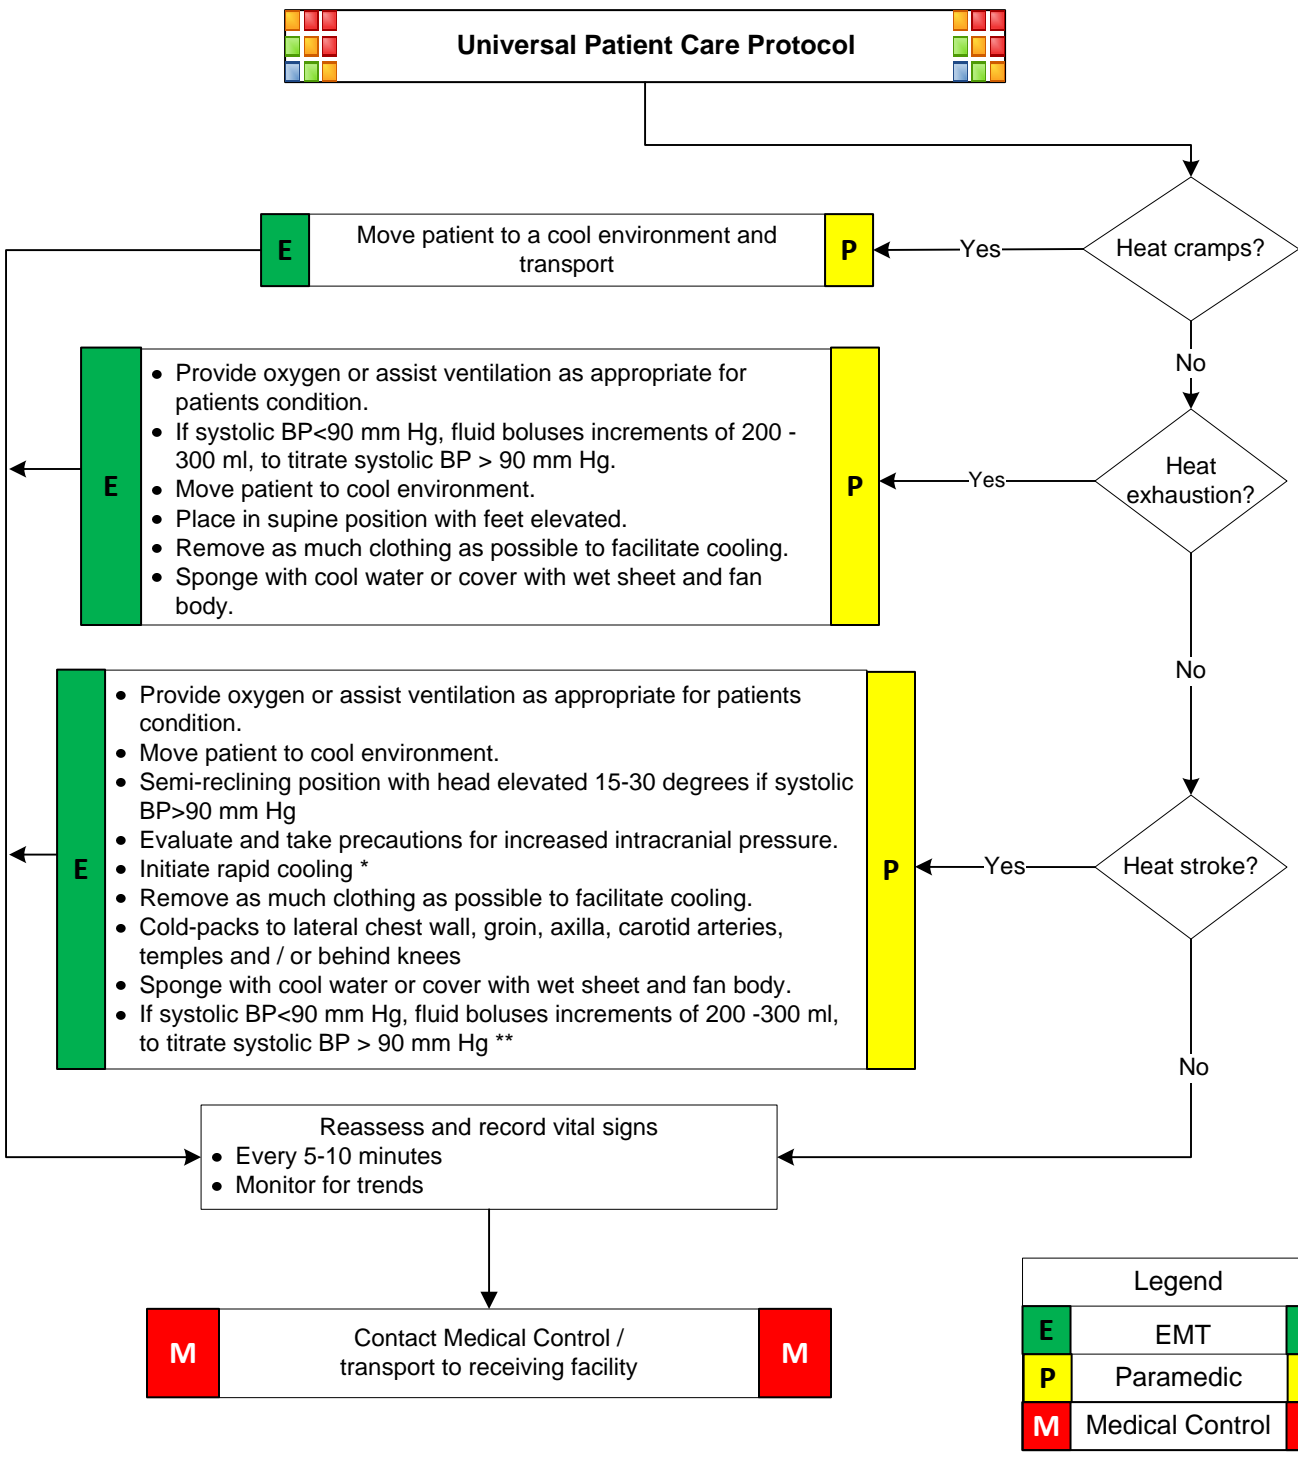 Universal Patient Care Protocol
Heat cramps?
Yes
E
Move patient to a cool environment and
transport
P
No
Heat
exhaustion?
Yes
E
• Provide oxygen or assist ventilation as appropriate for
patients condition.
• If systolic BP<90 mm Hg, fluid boluses increments of 200 -
300 ml, to titrate systolic BP > 90 mm Hg.
• Move patient to cool environment.
• Place in supine position with feet elevated.
• Remove as much clothing as possible to facilitate cooling.
• Sponge with cool water or cover with wet sheet and fan
body.
P
No
Heat stroke?
Yes
E
• Provide oxygen or assist ventilation as appropriate for patients
condition.
• Move patient to cool environment.
• Semi-reclining position with head elevated 15-30 degrees if systolic
BP>90 mm Hg
• Evaluate and take precautions for increased intracranial pressure.
• Initiate rapid cooling *
• Remove as much clothing as possible to facilitate cooling.
• Cold-packs to lateral chest wall, groin, axilla, carotid arteries,
temples and / or behind knees
• Sponge with cool water or cover with wet sheet and fan body.
• If systolic BP<90 mm Hg, fluid boluses increments of 200 -300 ml,
to titrate systolic BP > 90 mm Hg **
P
No
Reassess and record vital signs
• Every 5-10 minutes
• Monitor for trends
M
Contact Medical Control /
transport to receiving facility
M
Legend
E EMT
P Paramedic
M Medical Control